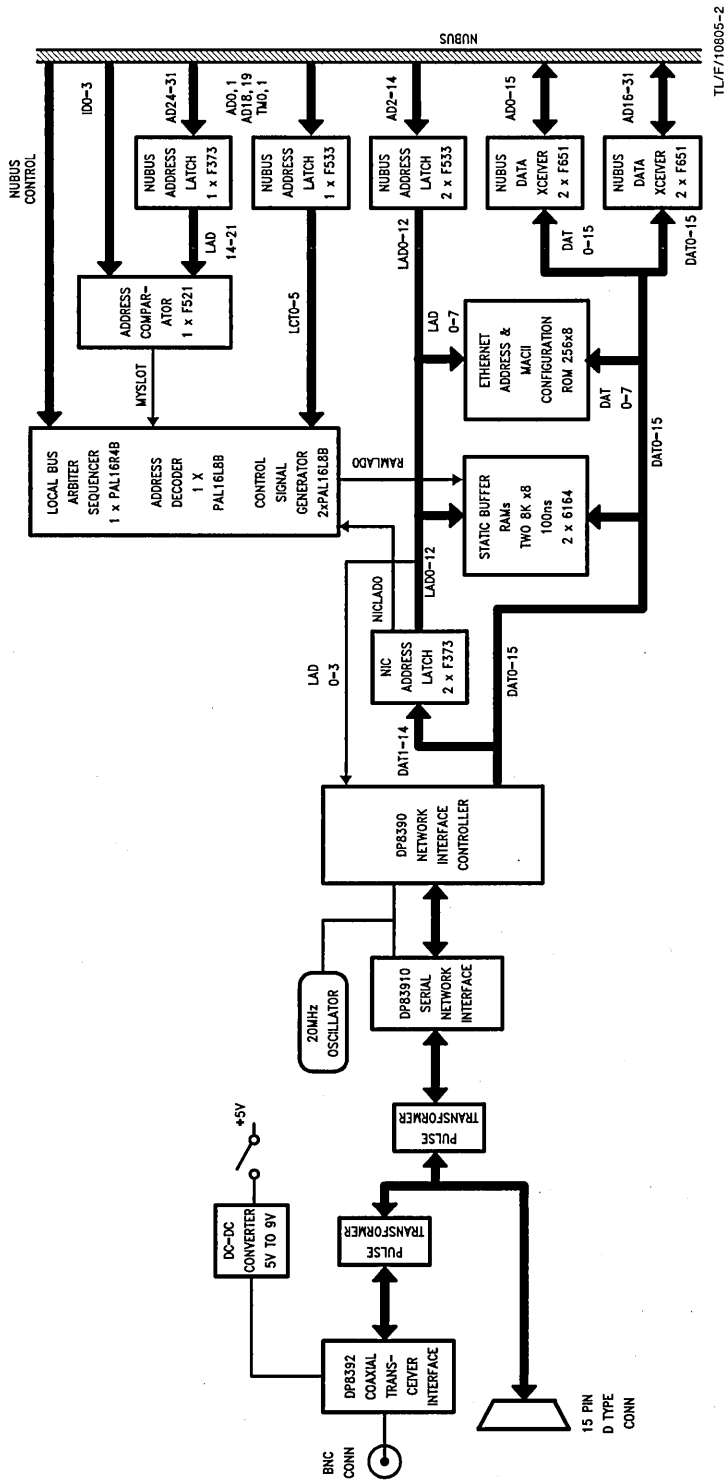 NUBUS
CONTROL
ID0-3
AD24-31
AD0, 1
AD18, 19
TM0, 1
AD2-14
AD0-15
AD16-31
NUBUS
NUBUS
ADDRESS
LATCH
1 x F373
NUBUS
ADDRESS
LATCH
1 x F533
NUBUS
ADDRESS
LATCH
2 x F533
NUBUS
DATA
XCEIVER
2 x F651
NUBUS
DATA
XCEIVER
2 x F651
LAD
14-21
ADDRESS
COMPAR-
ATOR
1 x F521
MYSLOT
LCT0-5
LAD0-12
DAT
0-15
DAT0-15
LAD
0-7
ETHERNET
ADDRESS &
MACII
CONFIGURATION
ROM 256x8
DAT
0-7
DAT0-15
LOCAL BUS
ARBITER
SEQUENCER
1 x PAL16R4B
ADDRESS
DECODER
1 X
PAL16L8B
CONTROL
SIGNAL
GENERATOR
2xPAL16L8B
RAMLAD0
STATIC BUFFER
RAMs
TWO 8K x8
100ns
2 x 6164
NICLAD0
LAD0-12
LAD
0-3
NIC
ADDRESS
LATCH
2 x F373
DAT1-14
DAT0-15
DP8390
NETWORK
INTERFACE
CONTROLLER
20MHz
OSCILLATOR
DP83910
SERIAL
NETWORK
INTERFACE
PULSE
TRANSFORMER
+5V
DC-DC
CONVERTER
5V TO 9V
PULSE
TRANSFORMER
DP8392
COAXIAL
TRANS-
CEIVER
INTERFACE
BNC
CONN
15 PIN
D TYPE
CONN
TL/F/10805-2